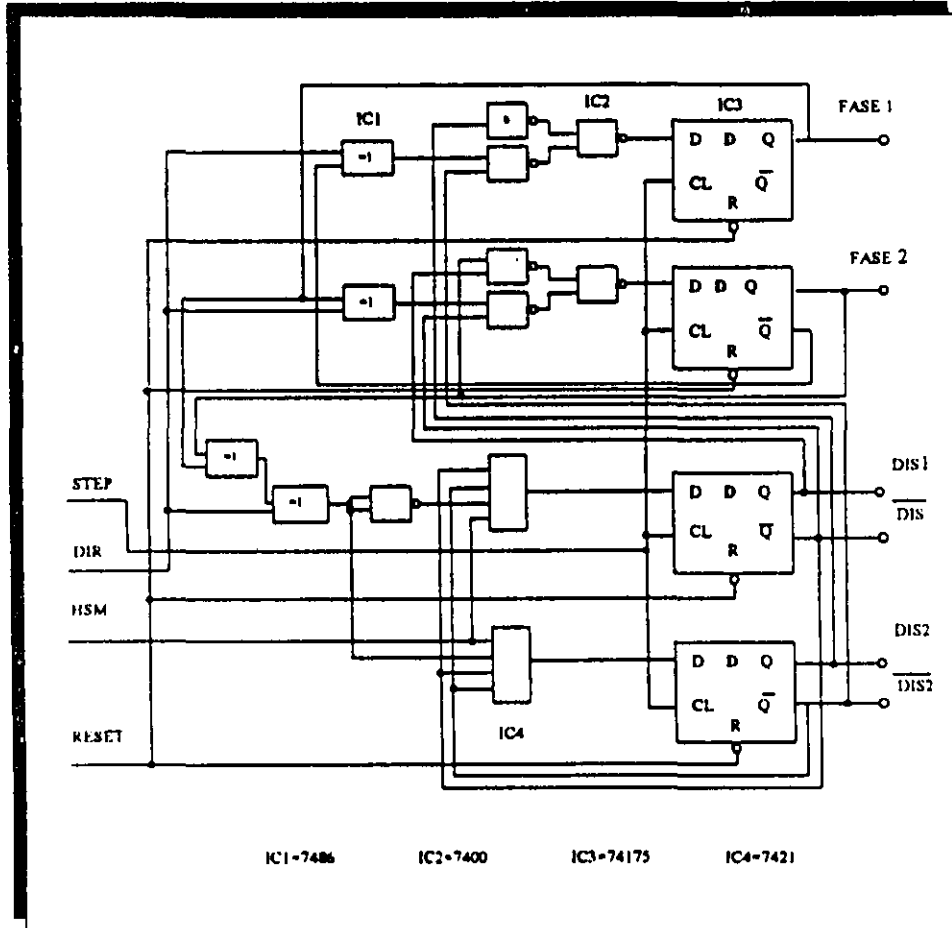 IC1
IC2
IC3
FASE 1
=1
&
D D Q
CL Q
R
FASE 2
=1
D D Q
CL Q
R
=1
=1
STEP
DIR
HSM
RESET
D D Q
CL Q
R
DIS1
DIS
D D Q
CL Q
R
DIS2
DIS2
IC4
IC1=7486 IC2=7400 IC3=74175 IC4=7421